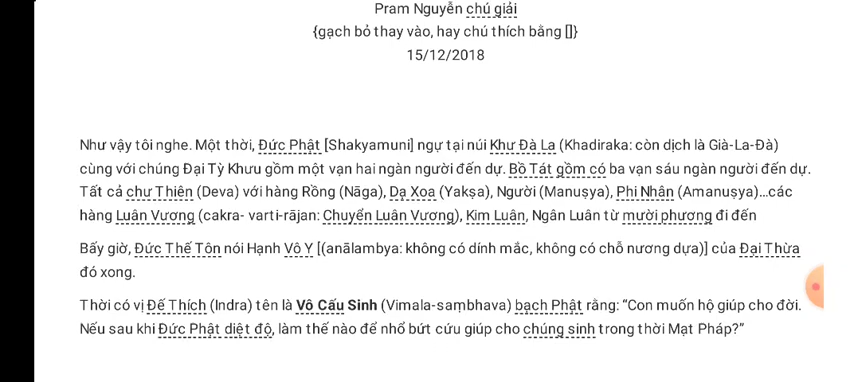 Pram Nguyễn chú giải
{gạch bỏ thay vào, hay chú thích bằng []}
15/12/2018
Như vậy tôi nghe. Một thời, Đức Phật [Shakyamuni] ngự tại núi Khư Đà La (Khadiraka: còn dịch là Già-La-Đà)
cùng với chúng Đại Tỳ Khưu gồm một vạn hai ngàn người đến dự. Bồ Tát gồm có ba vạn sáu ngàn người đến dự.
Tất cả chư Thiên (Deva) với hàng Rồng (Nāga), Dạ Xoa (Yakṣa), Người (Manuṣya), Phi Nhân (Amanuṣya)...các
hàng Luân Vương (cakra- varti-rājan: Chuyển Luân Vương), Kim Luân, Ngân Luân từ mười phương đi đến
Bấy giờ, Đức Thế Tôn nói Hạnh Vô Y [(anālambya: không có dính mắc, không có chỗ nương dựa)] của Đại Thừa
đó xong.
Thời có vị Đế Thích (Indra) tên là Vô Cấu Sinh (Vimala-saṃbhava) bạch Phật rằng: “Con muốn hộ giúp cho đời.
Nếu sau khi Đức Phật diệt độ, làm thế nào để nhổ bứt cứu giúp cho chúng sinh trong thời Mạt Pháp?”